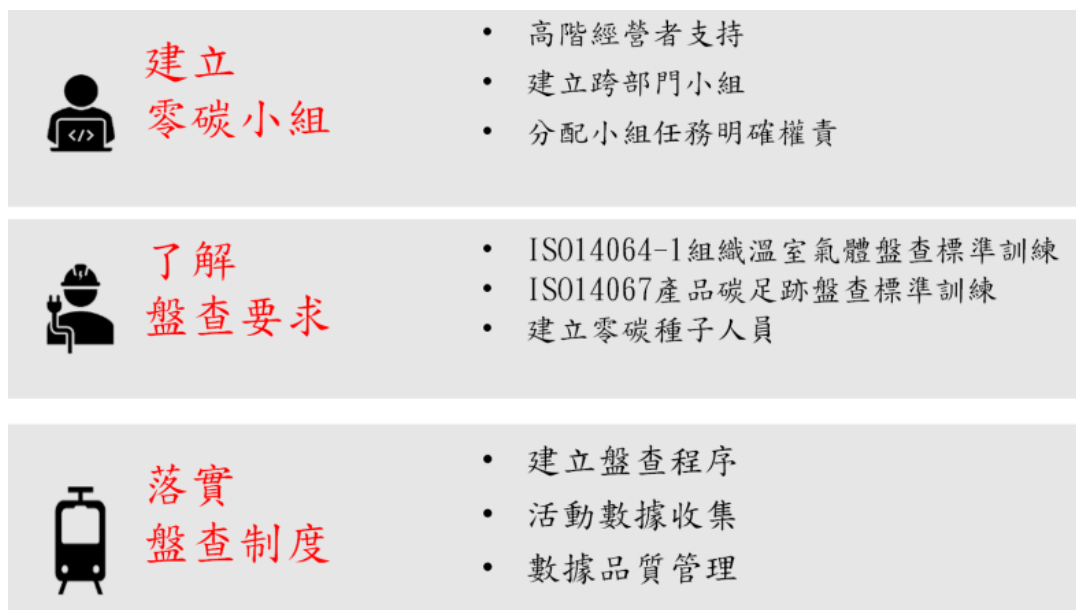 建立
零碳小組
• 高階經營者支持
• 建立跨部門小組
• 分配小組任務明確權責
</>
了解
盤查要求
• ISO14064-1組織溫室氣體盤查標準訓練
• ISO14067產品碳足跡盤查標準訓練
• 建立零碳種子人員
落實
盤查制度
• 建立盤查程序
• 活動數據收集
• 數據品質管理